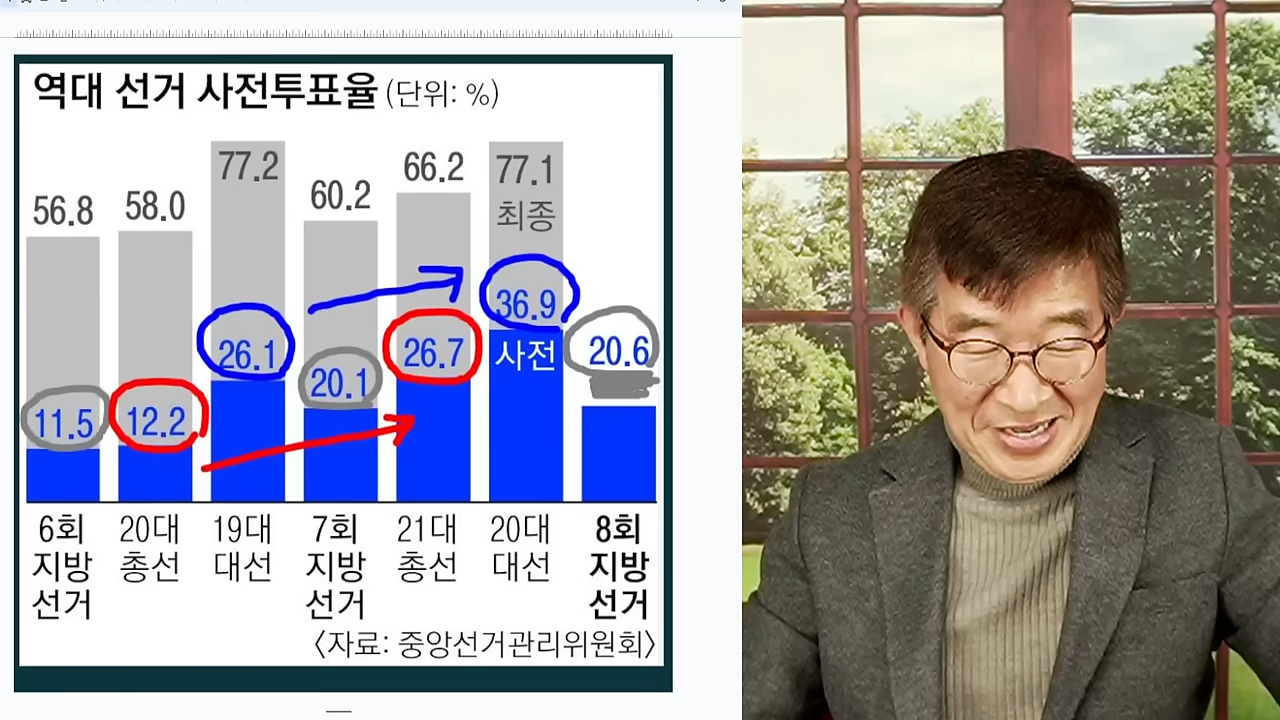 역대 선거 사전투표율 (단위: %)
56.8 58.0 77.2 60.2 66.2 77.1
최종
11.5 12.2 26.1 20.1 26.7 36.9 20.6
사전
6회 20대 19대 7회 21대 20대 8회
지방 총선 대선 지방 총선 대선 지방
선거 선거 선거
〈자료: 중앙선거관리위원회〉